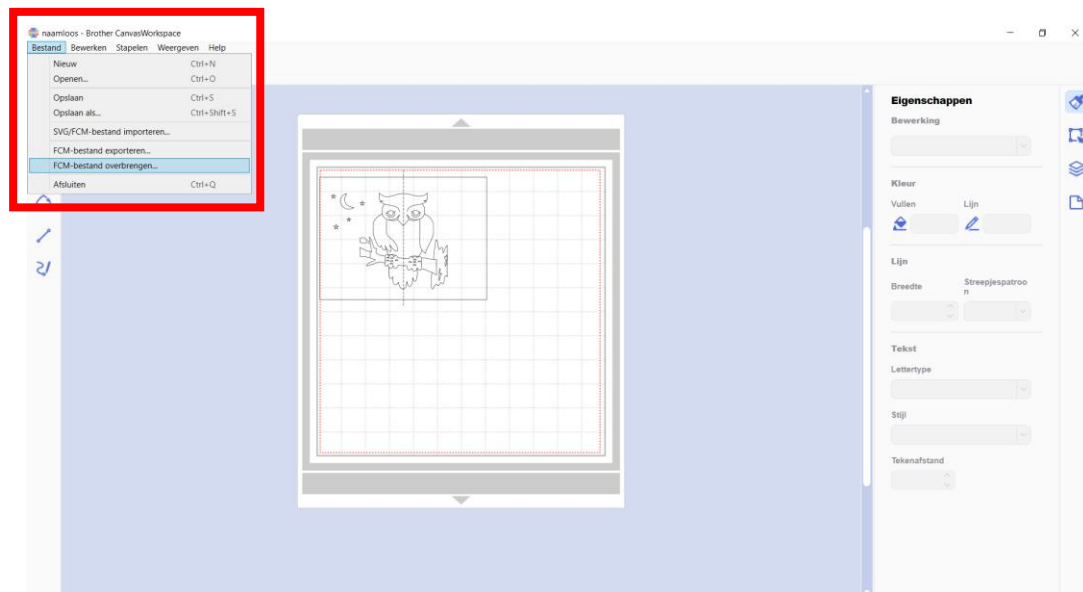 naamloos - Brother CanvasWorkspace
Bestand Bewerken Stapelen Weergeven Help
Nieuw Ctrl+N
Openen... Ctrl+O
Opslaan Ctrl+S
Opslaan als... Ctrl+Shift+S
SVG/FCM-bestand importeren...
FCM-bestand exporteren...
FCM-bestand overbrengen...
Afsluiten Ctrl+Q
Eigenschappen
Bewerking
Kleur
Vullen Lijn
Lijn
Breedte Streepjespatroo
n
Tekst
Lettertype
Stijl
Tekenafstand